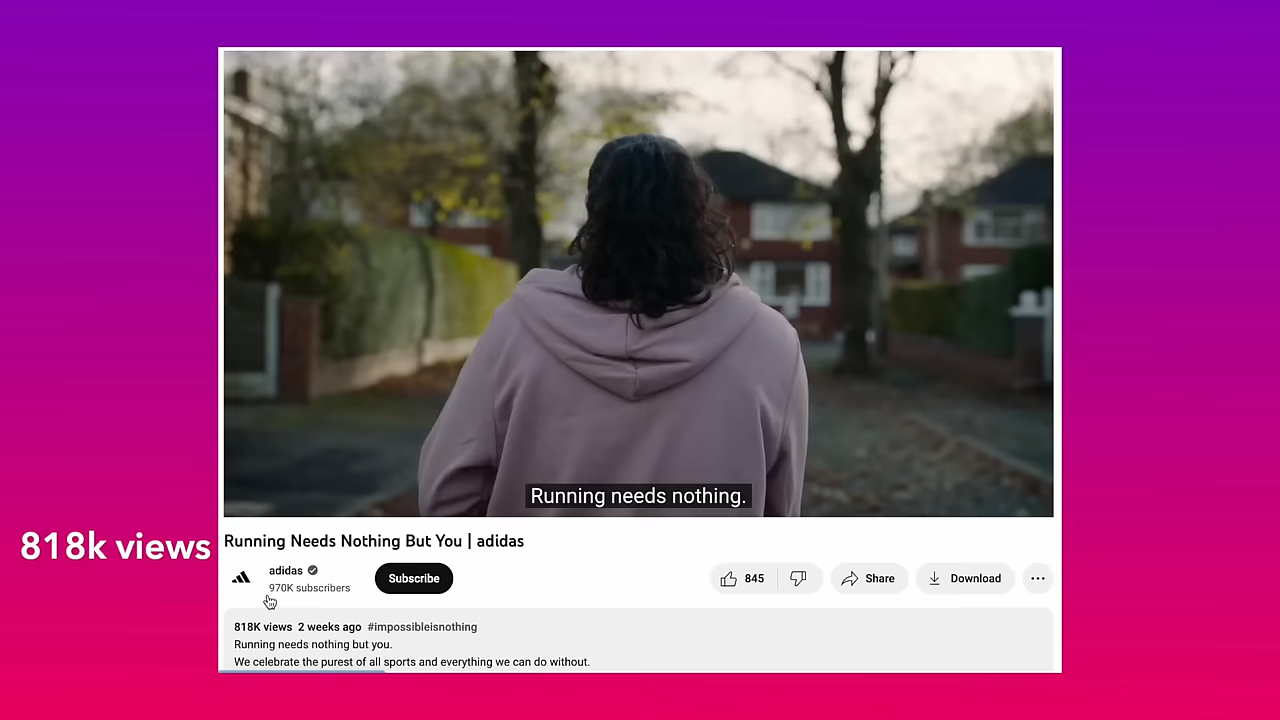 Running needs nothing.
818k views
Running Needs Nothing But You | adidas
adidas
970K subscribers
Subscribe
845
Share
Download
818K views 2 weeks ago #impossibleisnothing
Running needs nothing but you.
We celebrate the purest of all sports and everything we can do without.